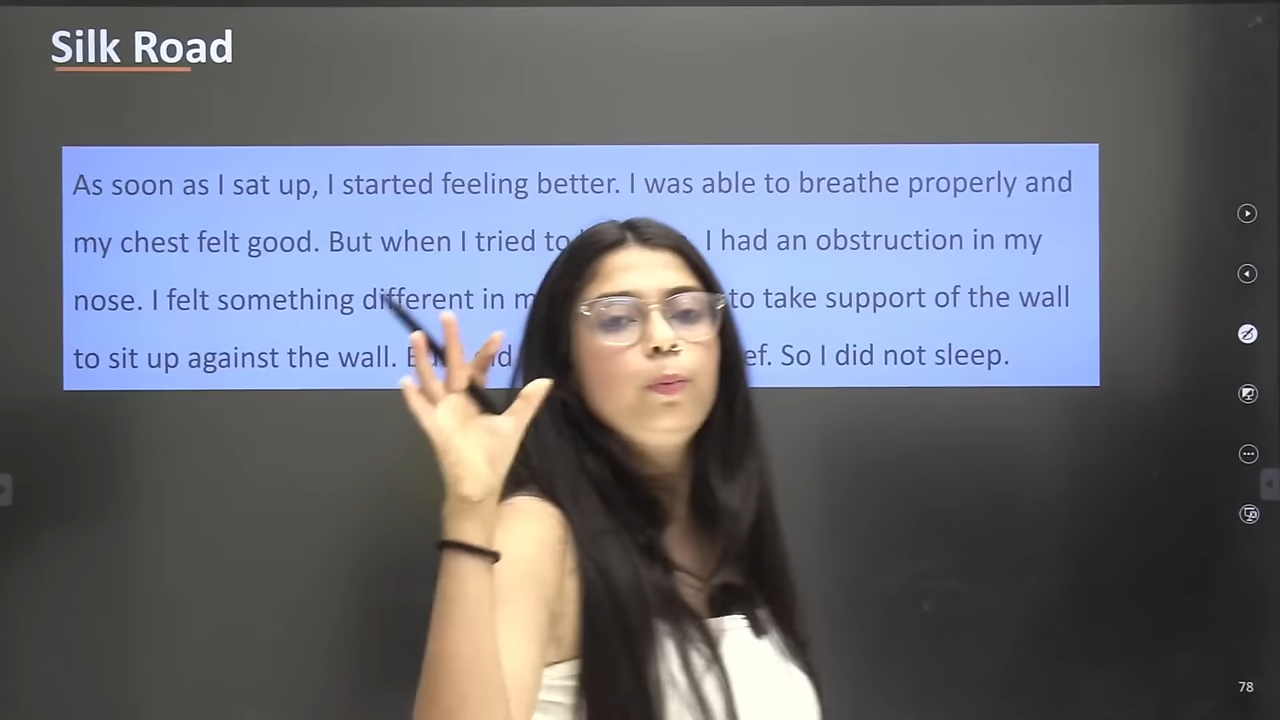 Silk Road
As soon as I sat up, I started feeling better. I was able to breathe properly and
my chest felt good. But when I tried to I had an obstruction in my
nose. I felt something different in to take support of the wall
to sit up against the wall. So I did not sleep.
78